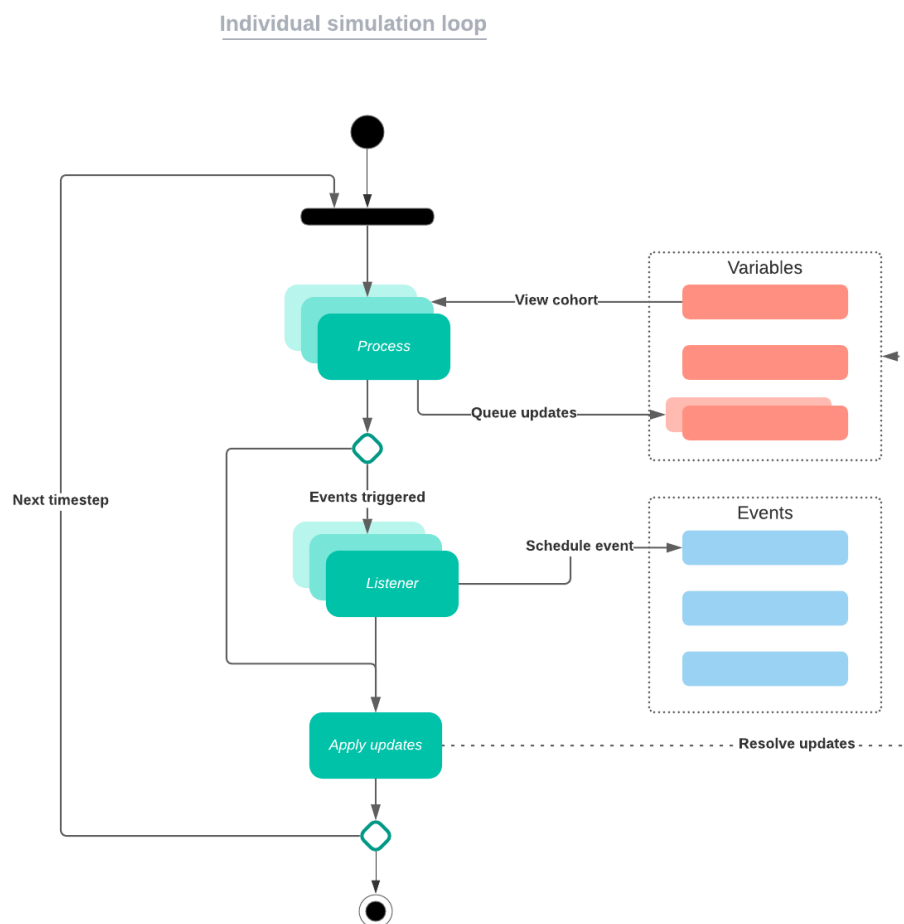 Individual simulation loop
Variables
View cohort
Process
Queue updates
Next timestep
Events triggered
Events
Schedule event
Listener
Apply updates
Resolve updates